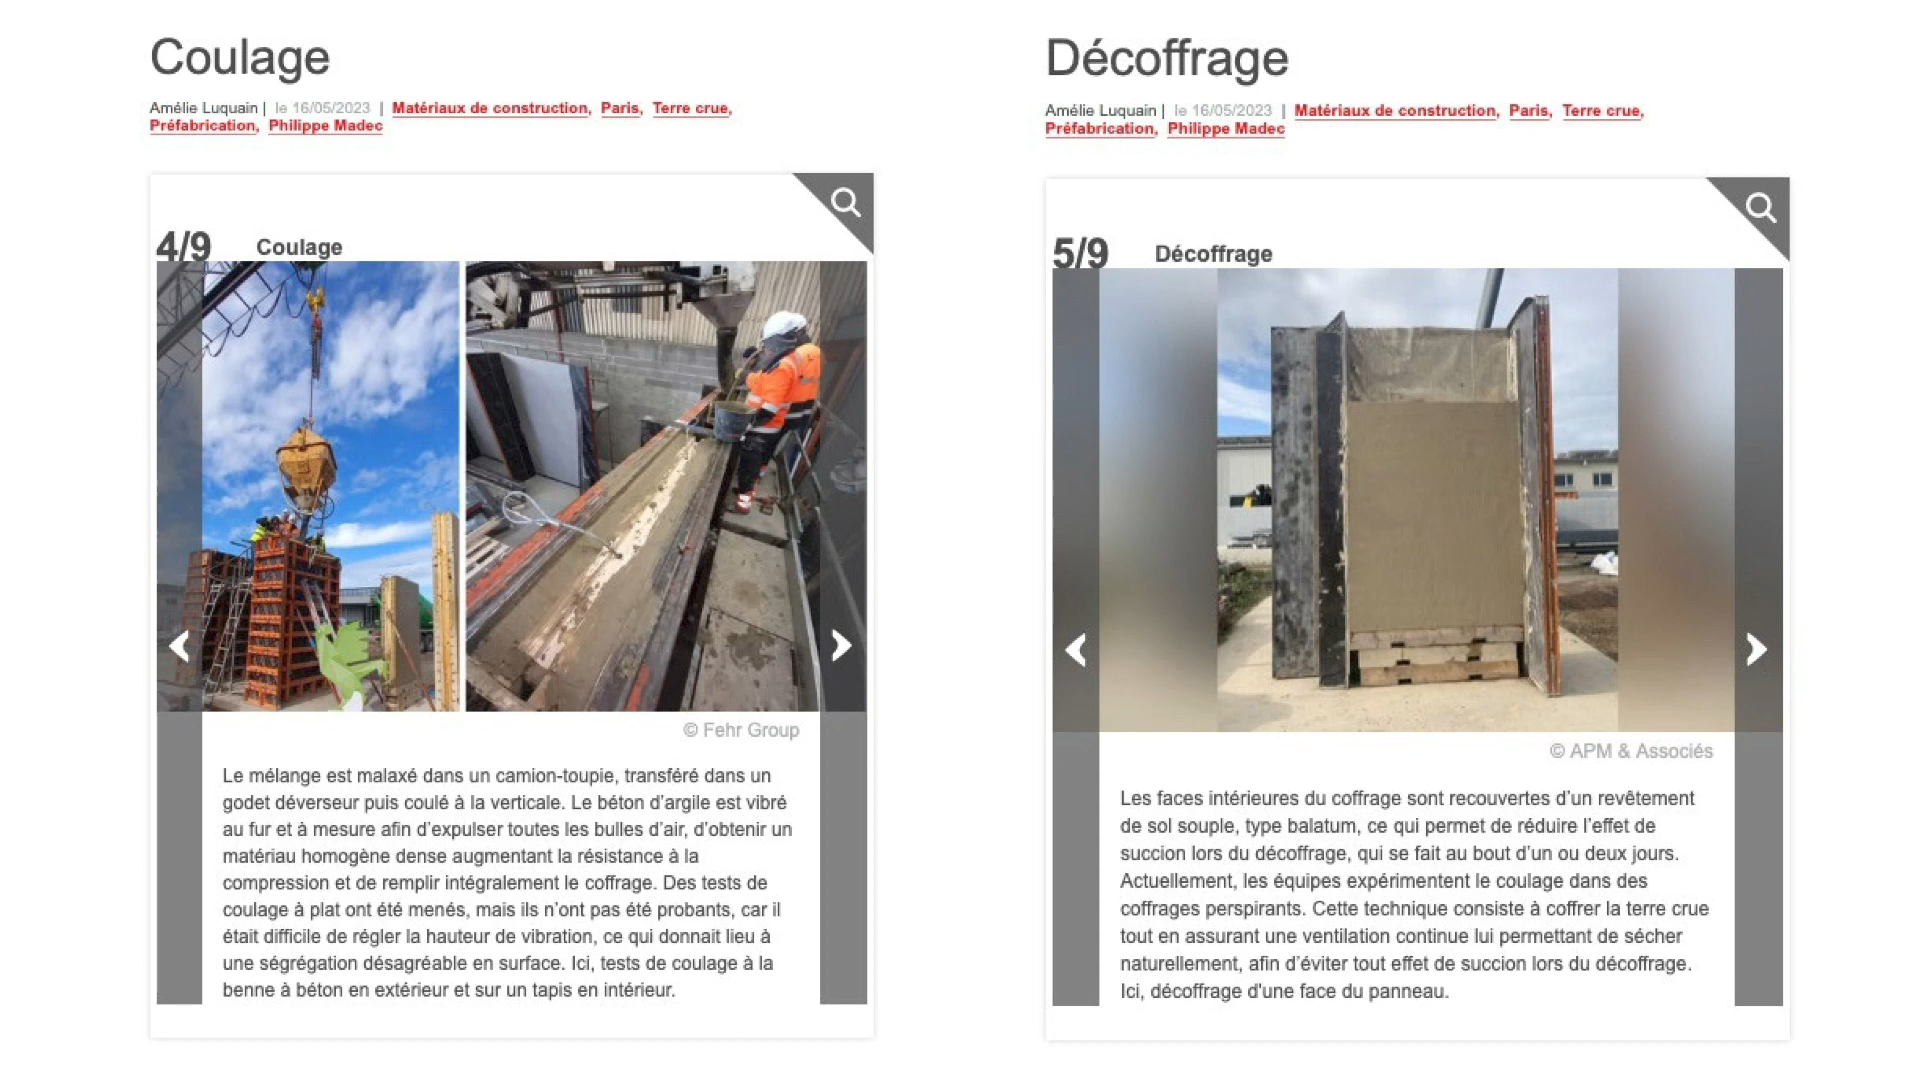 Coulage
Amélie Luquain | le 16/05/2023 | Matériaux de construction, Paris, Terre crue,
Préfabrication, Philippe Madec
4/9 Coulage
© Fehr Group
Le mélange est malaxé dans un camion-toupie, transféré dans un
godet déverseur puis coulé à la verticale. Le béton d’argile est vibré
au fur et à mesure afin d’expulser toutes les bulles d’air, d’obtenir un
matériau homogène dense augmentant la résistance à la
compression et de remplir intégralement le coffrage. Des tests de
coulage à plat ont été menés, mais ils n’ont pas été probants, car il
était difficile de régler la hauteur de vibration, ce qui donnait lieu à
une ségrégation désagréable en surface. Ici, tests de coulage à la
benne à béton en extérieur et sur un tapis en intérieur.
Décoffrage
Amélie Luquain | le 16/05/2023 | Matériaux de construction, Paris, Terre crue,
Préfabrication, Philippe Madec
5/9 Décoffrage
© APM & Associés
Les faces intérieures du coffrage sont recouvertes d’un revêtement
de sol souple, type balatum, ce qui permet de réduire l’effet de
succion lors du décoffrage, qui se fait au bout d’un ou deux jours.
Actuellement, les équipes expérimentent le coulage dans des
coffrages perspirants. Cette technique consiste à coffrer la terre crue
tout en assurant une ventilation continue lui permettant de sécher
naturellement, afin d’éviter tout effet de succion lors du décoffrage.
Ici, décoffrage d'une face du panneau.